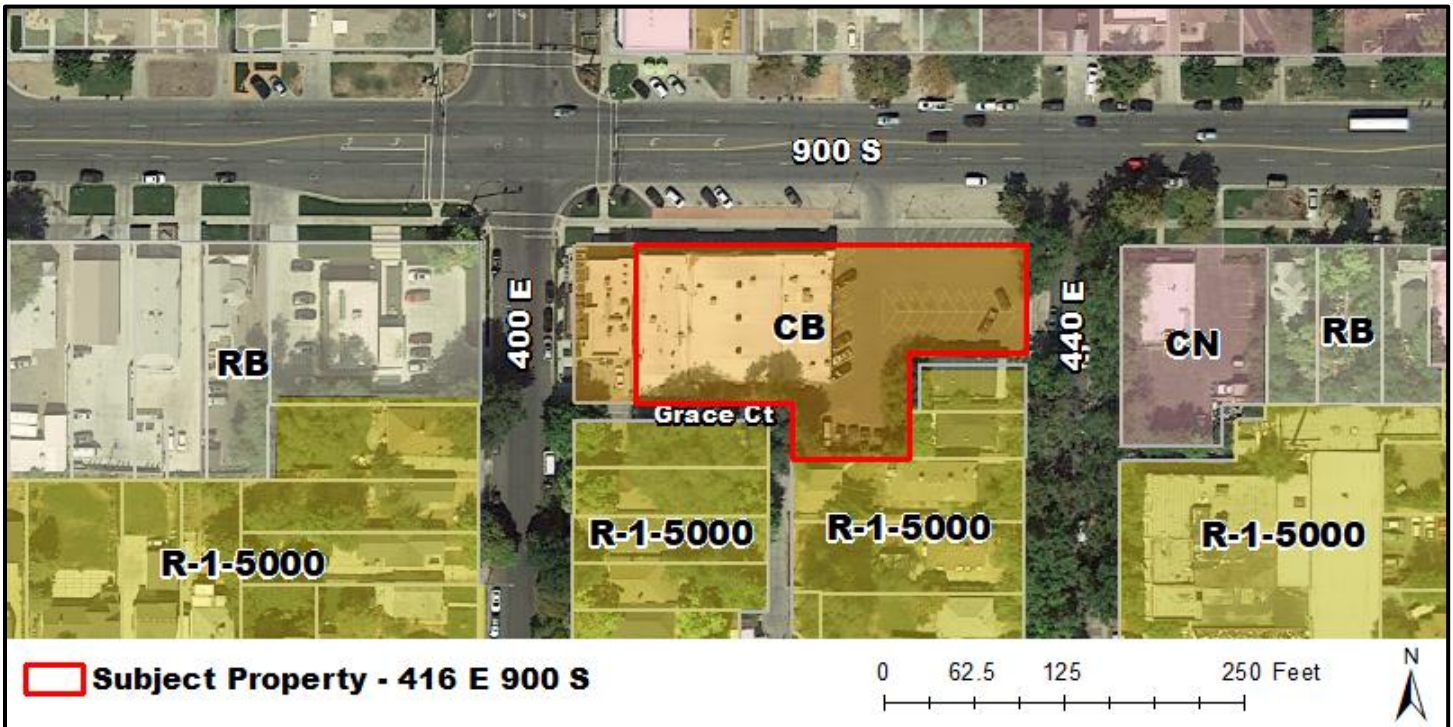 900 S
400 E
440 E
CB
RB
CN
RB
Grace Ct
R-1-5000
R-1-5000
R-1-5000
R-1-5000
Subject Property - 416 E 900 S
0 62.5 125 250 Feet
N